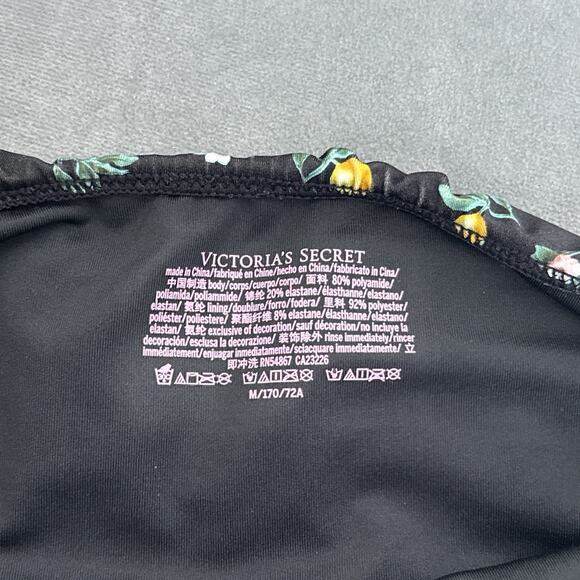 VICTORIA'S SECRET
made in China/fabriqué en Chine/hecho en China/fabbricato in Cina/
中国制造 body/corps/cuerpo/corpo/ 面料 80% polyamide/
poliamida/poliammide/ 锦纶 20% elastane/élasthanne/elastano/
elastan/ 氨纶 lining/doublure/forro/fodera/ 里料 92% polyester/
poliéster/poliestere/ 聚酯纤维 8% elastane/élasthanne/elastano/
elastan/ 氨纶 exclusive of decoration/sauf décoration/no incluye la
decoración/esclusa la decorazione/ 装饰除外 rinse immediately/rincer
immédiatement/enjuagar inmediatamente/sciacquare immediatamente/ 立
即冲洗 RN54867 CA23226
M/170/72A